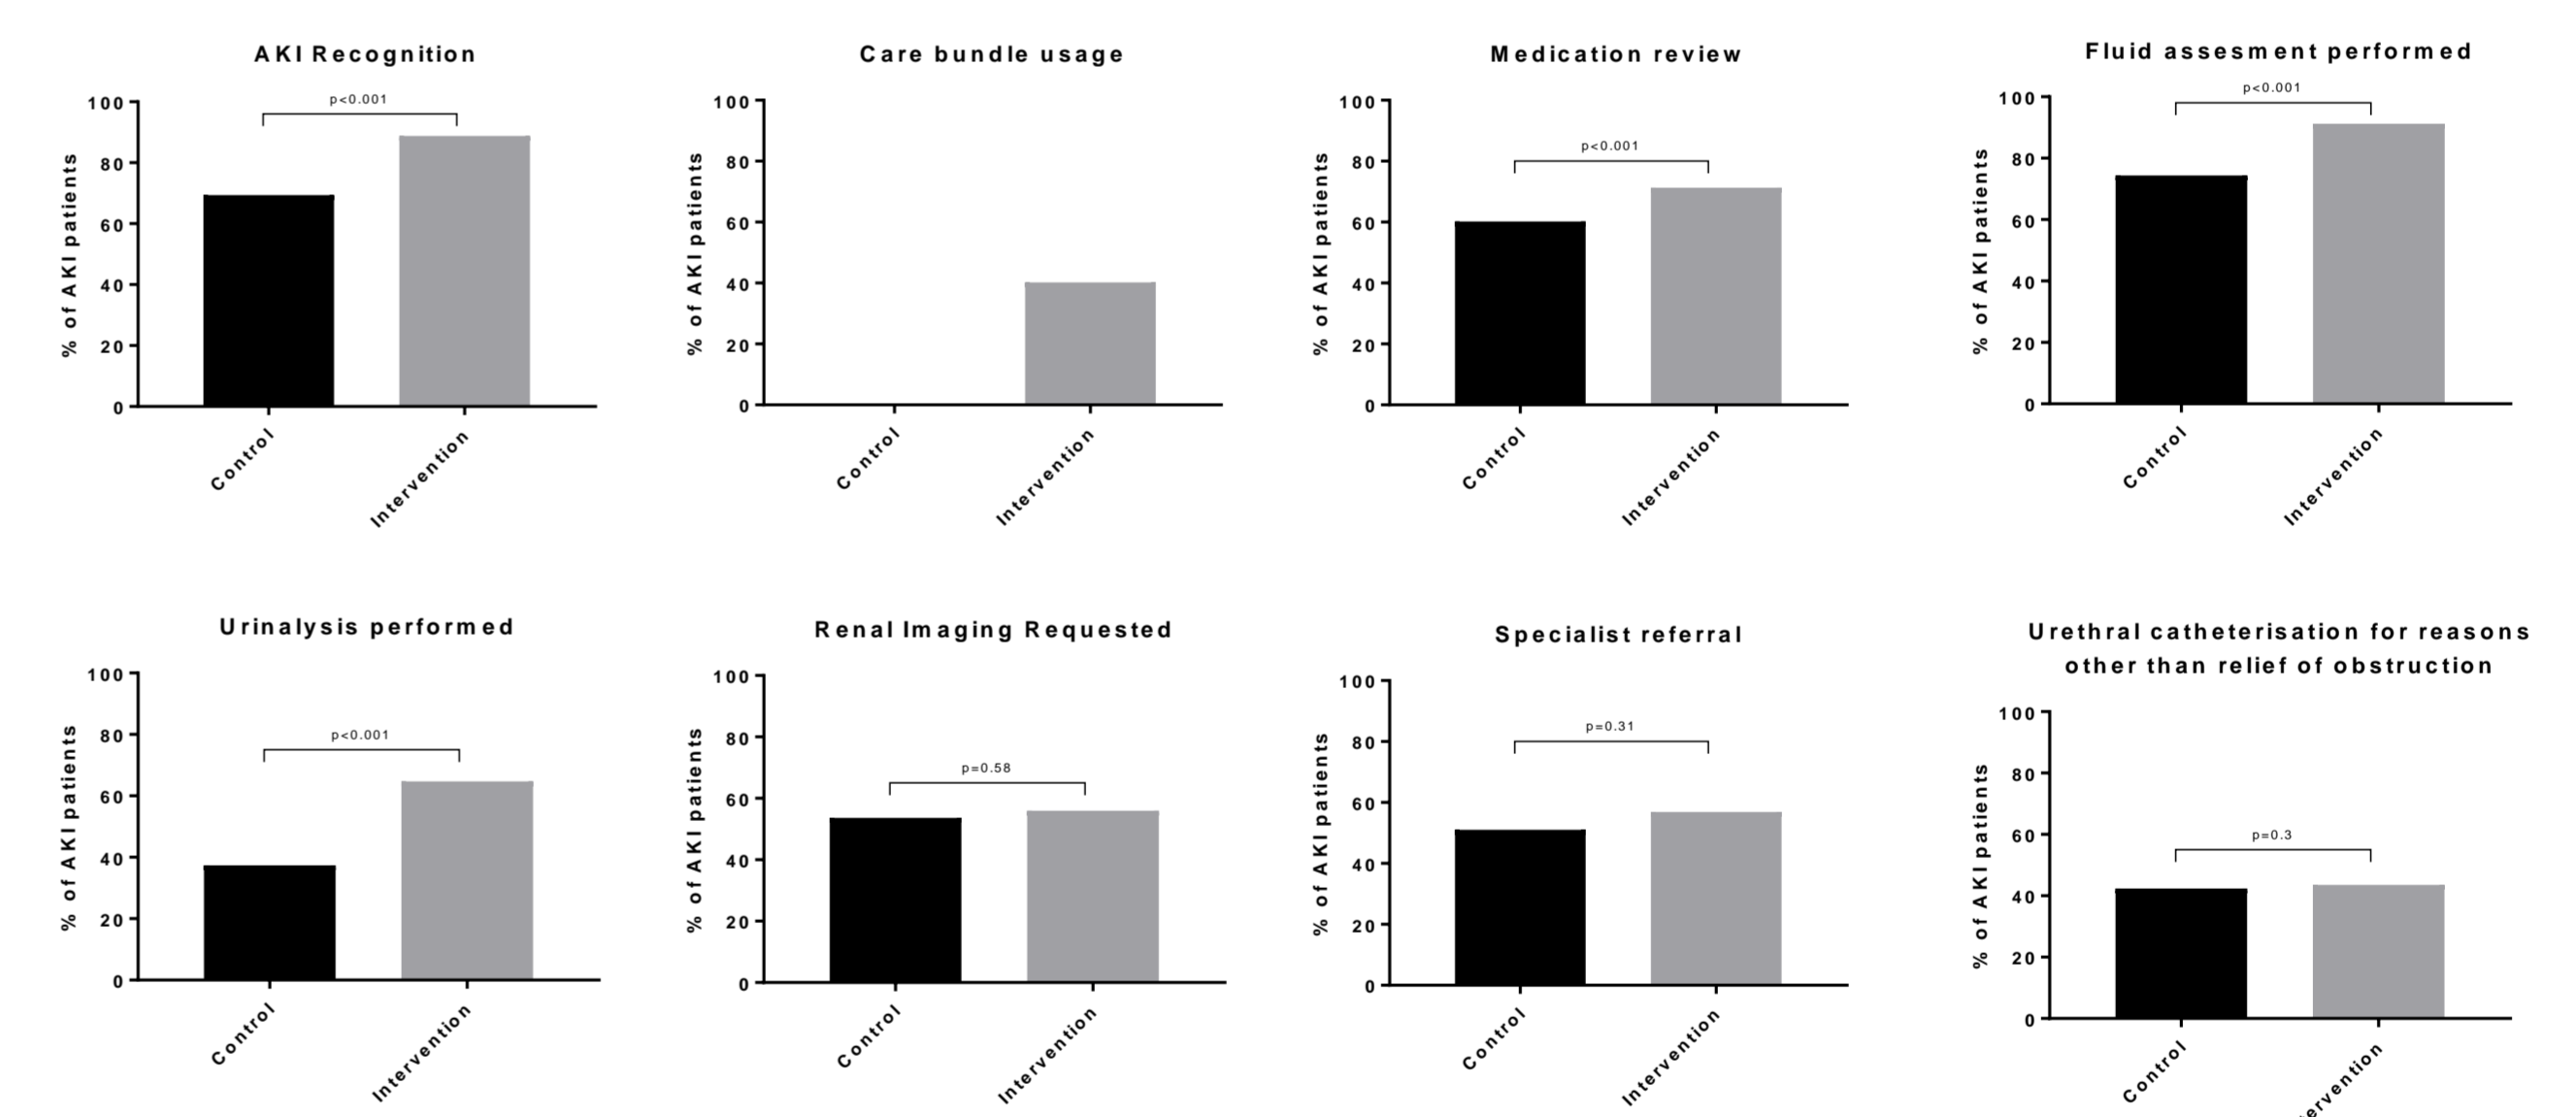 AKI Recognition
p<0.001
100
80
60
40
20
0
% of AKI patients
Control
Intervention
Care bundle usage
100
80
60
40
20
0
% of AKI patients
Control
Intervention
Medication review
p<0.001
100
80
60
40
20
0
% of AKI patients
Control
Intervention
Fluid assesment performed
p<0.001
100
80
60
40
20
0
% of AKI patients
Control
Intervention
Urinalysis performed
p<0.001
100
80
60
40
20
0
% of AKI patients
Control
Intervention
Renal Imaging Requested
p=0.58
100
80
60
40
20
0
% of AKI patients
Control
Intervention
Specialist referral
p=0.31
100
80
60
40
20
0
% of AKI patients
Control
Intervention
Urethral catheterisation for reasons
other than relief of obstruction
p=0.3
100
80
60
40
20
0
% of AKI patients
Control
ervention